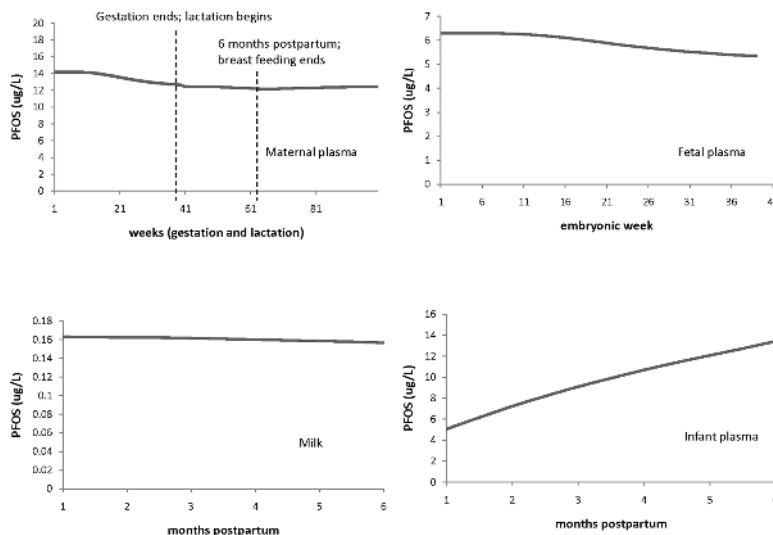 Gestation ends; lactation begins
6 months postpartum;
breast feeding ends
PFOS (ug/L)
20
18
16
14
12
10
8
6
4
2
0
Maternal plasma
1 21 41 61 81
weeks (gestation and lactation)
PFOS (ug/L)
7
6
5
4
3
2
1
0
Fetal plasma
1 6 11 16 21 26 31 36 4
embryonic week
PFOS (ug/L)
0.18
0.16
0.14
0.12
0.1
0.08
0.06
0.04
0.02
0
Milk
1 2 3 4 5 6
months postpartum
PFOS (ug/L)
16
14
12
10
8
6
4
2
0
Infant plasma
1 2 3 4 5
months postpartum